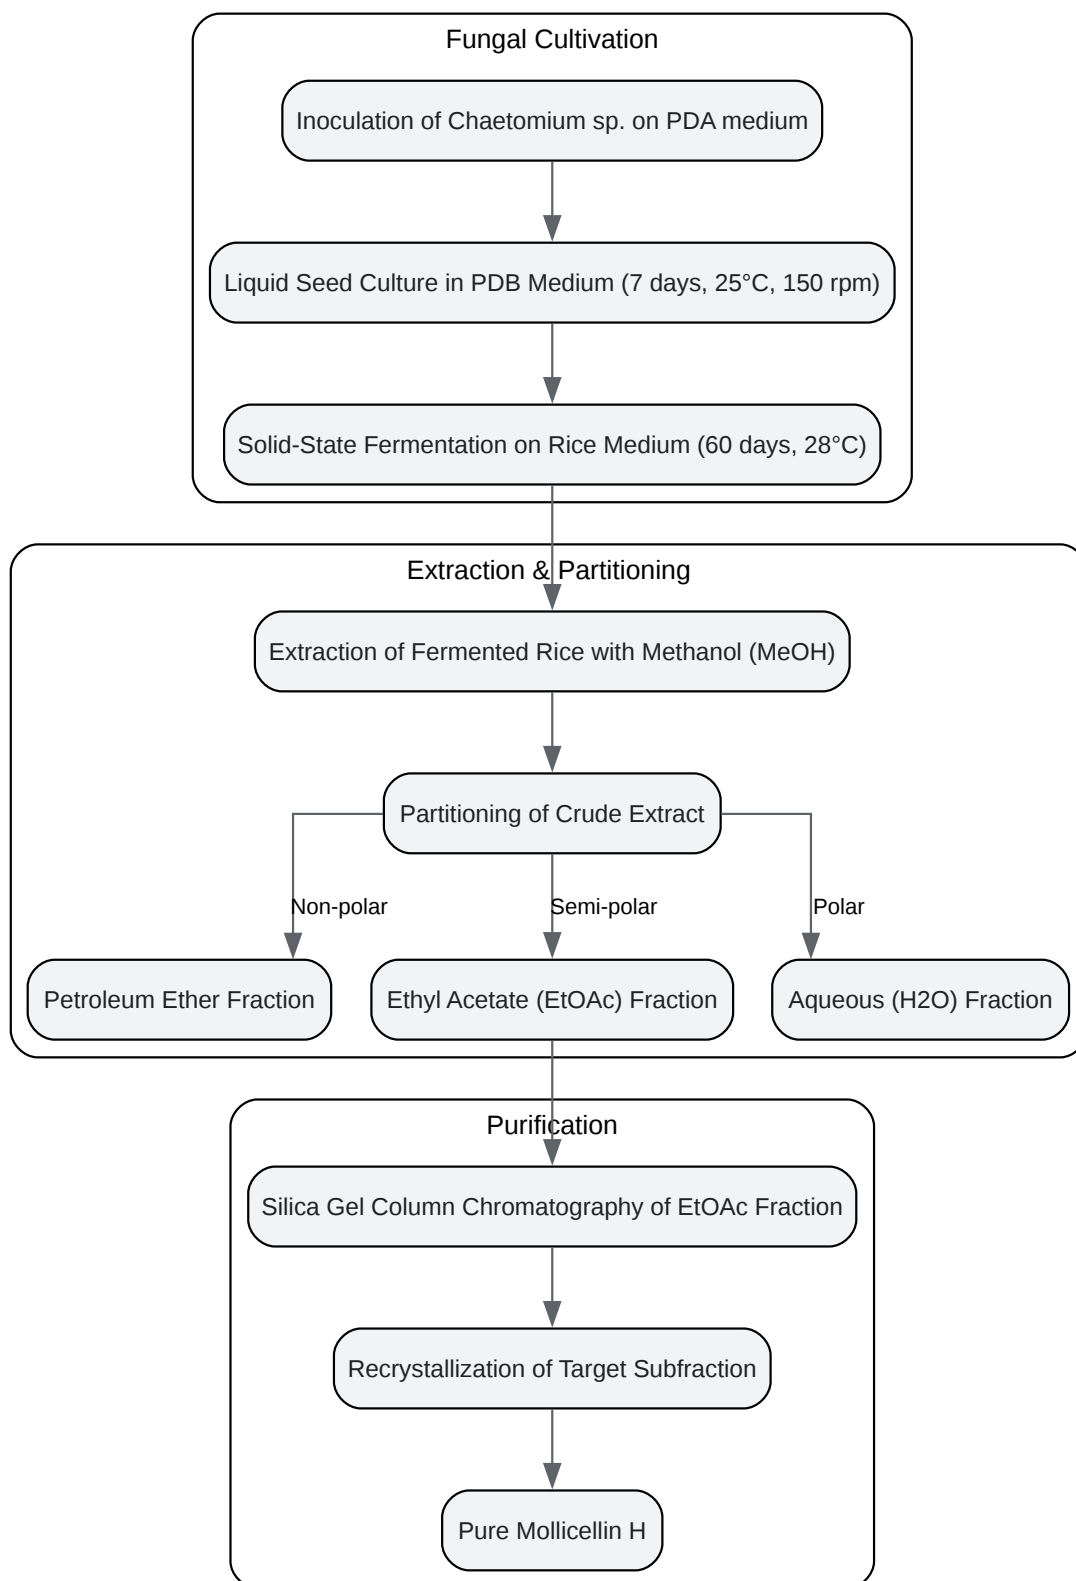 Fungal Cultivation
Inoculation of Chaetomium sp. on PDA medium
Liquid Seed Culture in PDB Medium (7 days, 25°C, 150 rpm)
Solid-State Fermentation on Rice Medium (60 days, 28°C)
Extraction & Partitioning
Extraction of Fermented Rice with Methanol (MeOH)
Partitioning of Crude Extract
Non-polar
Semi-polar
Polar
Petroleum Ether Fraction
Ethyl Acetate (EtOAc) Fraction
Aqueous (H2O) Fraction
Purification
Silica Gel Column Chromatography of EtOAc Fraction
Recrystallization of Target Subfraction
Pure Mollicellin H